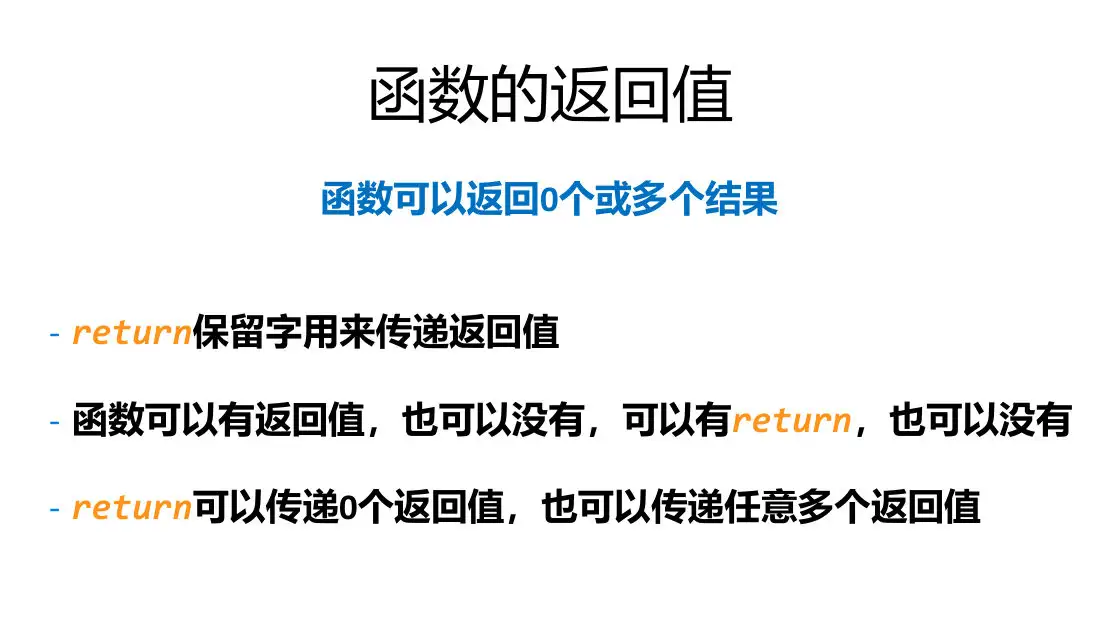 函数的返回值
函数可以返回0个或多个结果
- return保留字用来传递返回值
- 函数可以有返回值，也可以没有，可以有return，也可以没有
- return可以传递0个返回值，也可以传递任意多个返回值